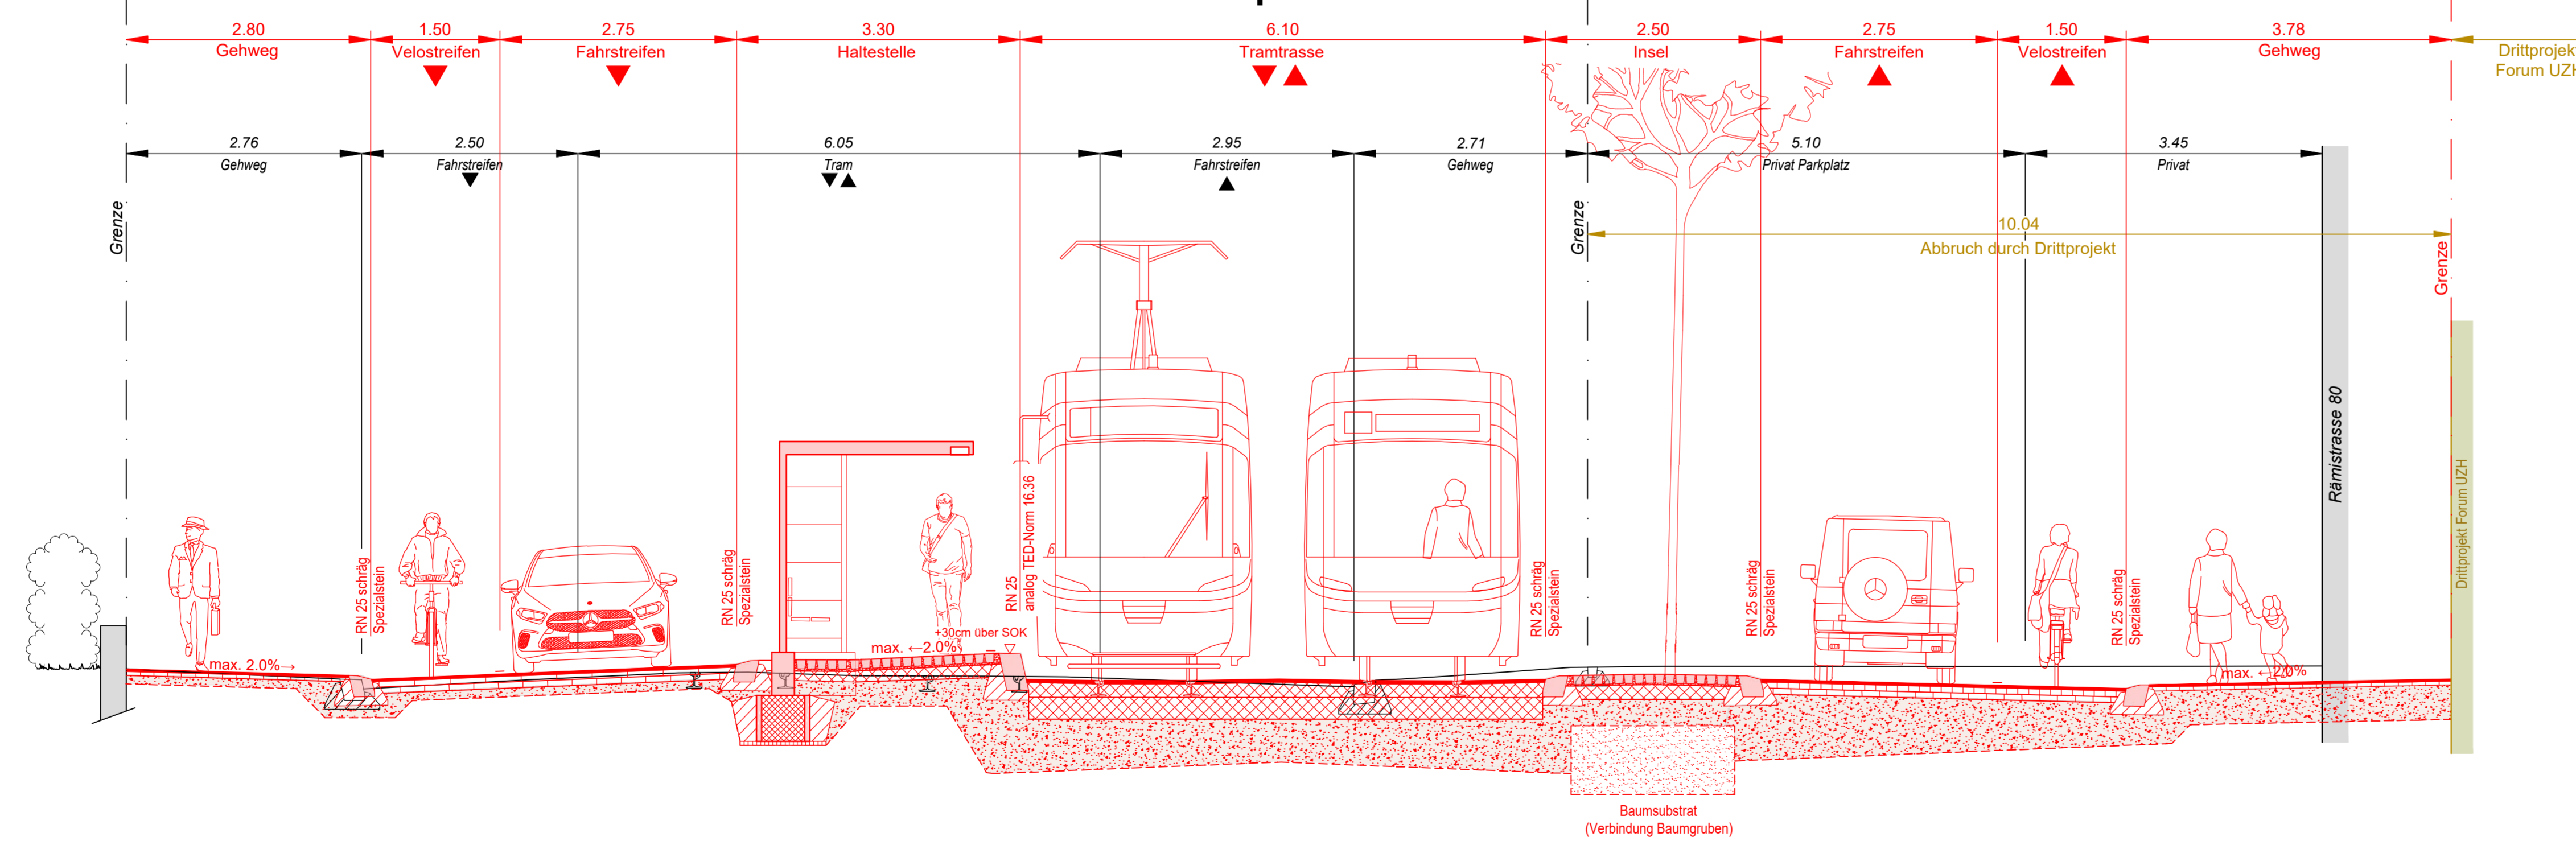 2.80
Gehweg
1.50
Velostreifen
2.75
Fahrstreifen
3.30
Haltestelle
6.10
Tramtrasse
2.50
Insel
2.75
Fahrstreifen
1.50
Velostreifen
3.78
Gehweg
Drittprojekt
Forum UZH
2.76
Gehweg
2.50
Fahrstreifen
6.05
Tram
2.95
Fahrstreifen
2.71
Gehweg
5.10
Privat Parkplatz
3.45
Privat
Grenze
Grenze
10.04
Abbruch durch Drittprojekt
Grenze
Rämistrasse 80
Drittprojekt Forum UZH
RN 25 schräg
Spezialstein
RN 25 schräg
Spezialstein
RN 25
analog TED-Norm 16.36
RN 25 schräg
Spezialstein
RN 25 schräg
Spezialstein
RN 25 schräg
Spezialstein
+30cm über SOK
max. 2.0%→
max. ←2.0%
max. ←2.0%
Baumsubstrat
(Verbindung Baumgruben)